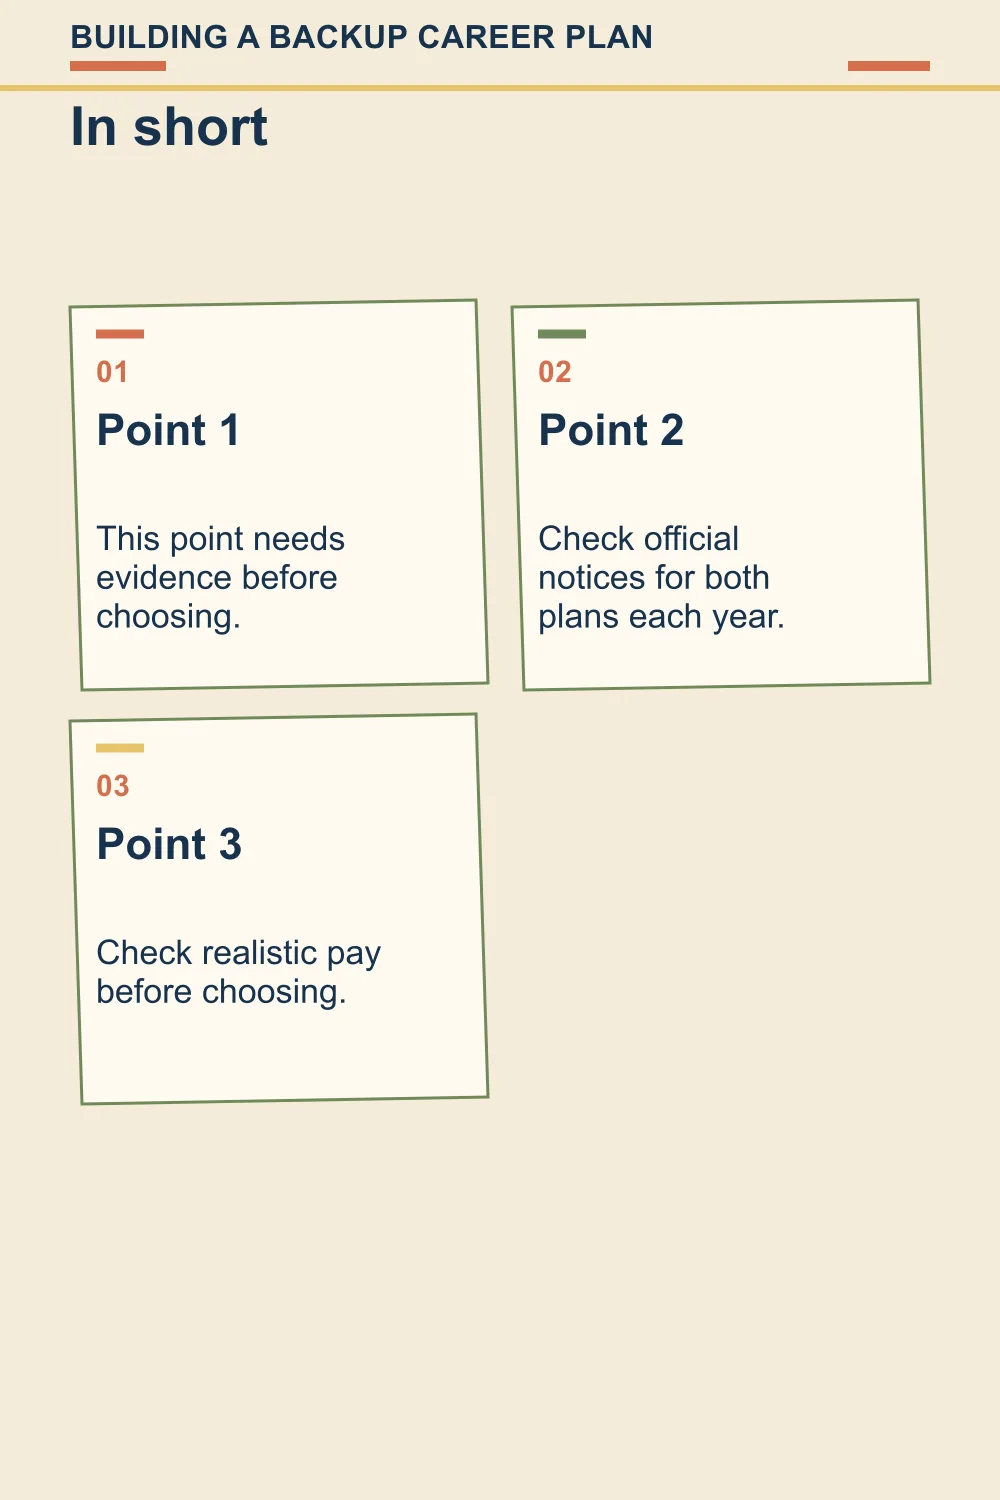 BUILDING A BACKUP CAREER PLAN
In short
01
Point 1
This point needs
evidence before
choosing.
02
Point 2
Check official
notices for both
plans each year.
03
Point 3
Check realistic pay
before choosing.